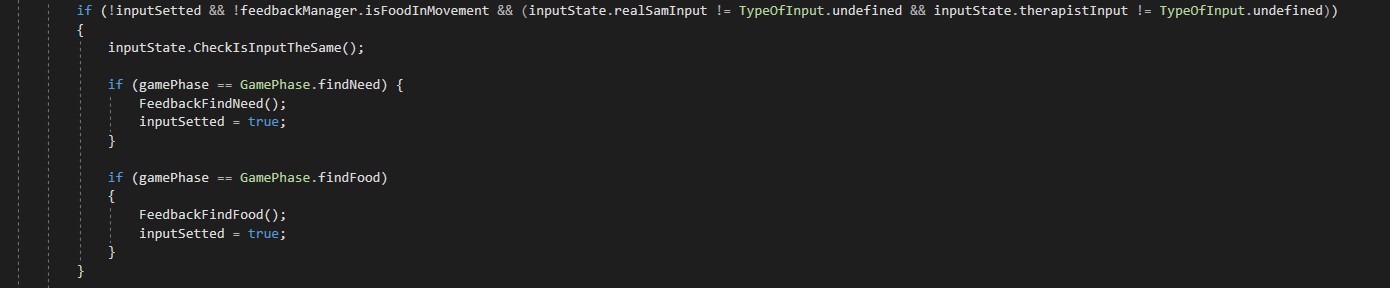 if (!inputSetted && !feedbackManager.isFoodInMovement && (inputState.realSamInput != TypeOfInput.undefined && inputState.therapistInput != TypeOfInput.undefined))
{
inputState.CheckIsInputTheSame();
if (gamePhase == GamePhase.findNeed) {
FeedbackFindNeed();
inputSetted = true;
}
if (gamePhase == GamePhase.findFood)
{
FeedbackFindFood();
inputSetted = true;
}
}